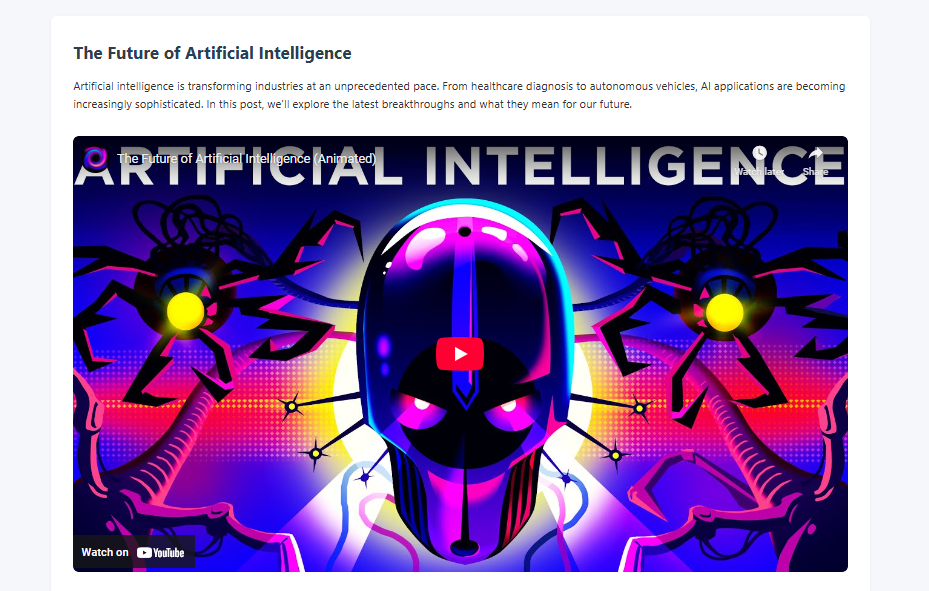 The Future of Artificial Intelligence
Artificial intelligence is transforming industries at an unprecedented pace. From healthcare diagnosis to autonomous vehicles, AI applications are becoming
increasingly sophisticated. In this post, we'll explore the latest breakthroughs and what they mean for our future.
The Future of Artificial Intelligence (Animated)
ARTIFICIAL INTELLIGENCE
Watch later
Share
Watch on YouTube